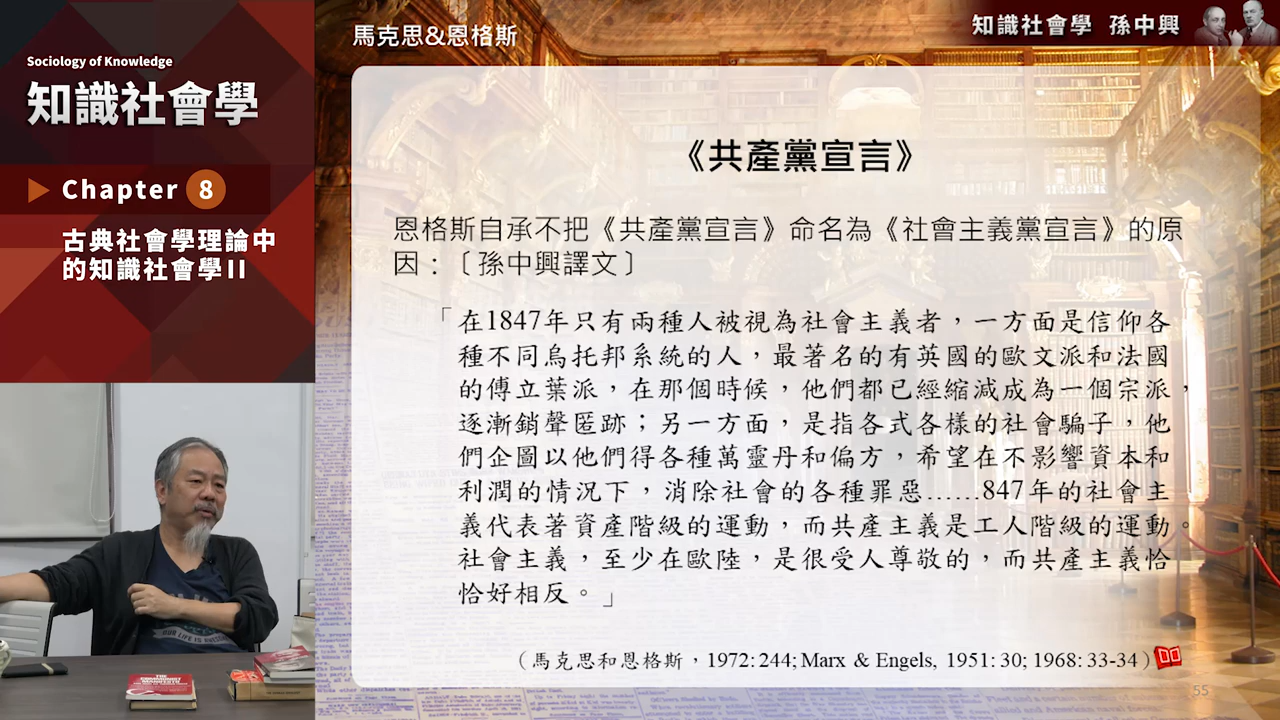 Sociology of Knowledge
知識社會學
Chapter 8
古典社會學理論中
的知識社會學II
馬克思&恩格斯
知識社會學 孫中興
《共產黨宣言》
恩格斯自承不把《共產黨宣言》命名為《社會主義黨宣言》的原
因：〔孫中興譯文〕
「在1847年只有兩種人被視為社會主義者，一方面是信仰各
種不同烏托邦系統的人，最著名的有英國的歐文派和法國
的傅立葉派，在那個時候，他們都已經縮減成為一個宗派，
逐漸銷聲匿跡；另一方面，是指各式各樣的社會騙子，他
們企圖以他們得各種萬靈丹和偏方，希望在不影響資本和
利潤的情況下，消除社會的各種罪惡......847年的社會主
義代表著資產階級的運動，而共產主義是工人階級的運動。
社會主義，至少在歐陸 是很受人尊敬的，而共產主義恰
恰好相反。」
（馬克思和恩格斯，1972: 244; Marx & Engels, 1951: 30; 1968: 33-34）
55
THE COMMUNIST MANIFESTO